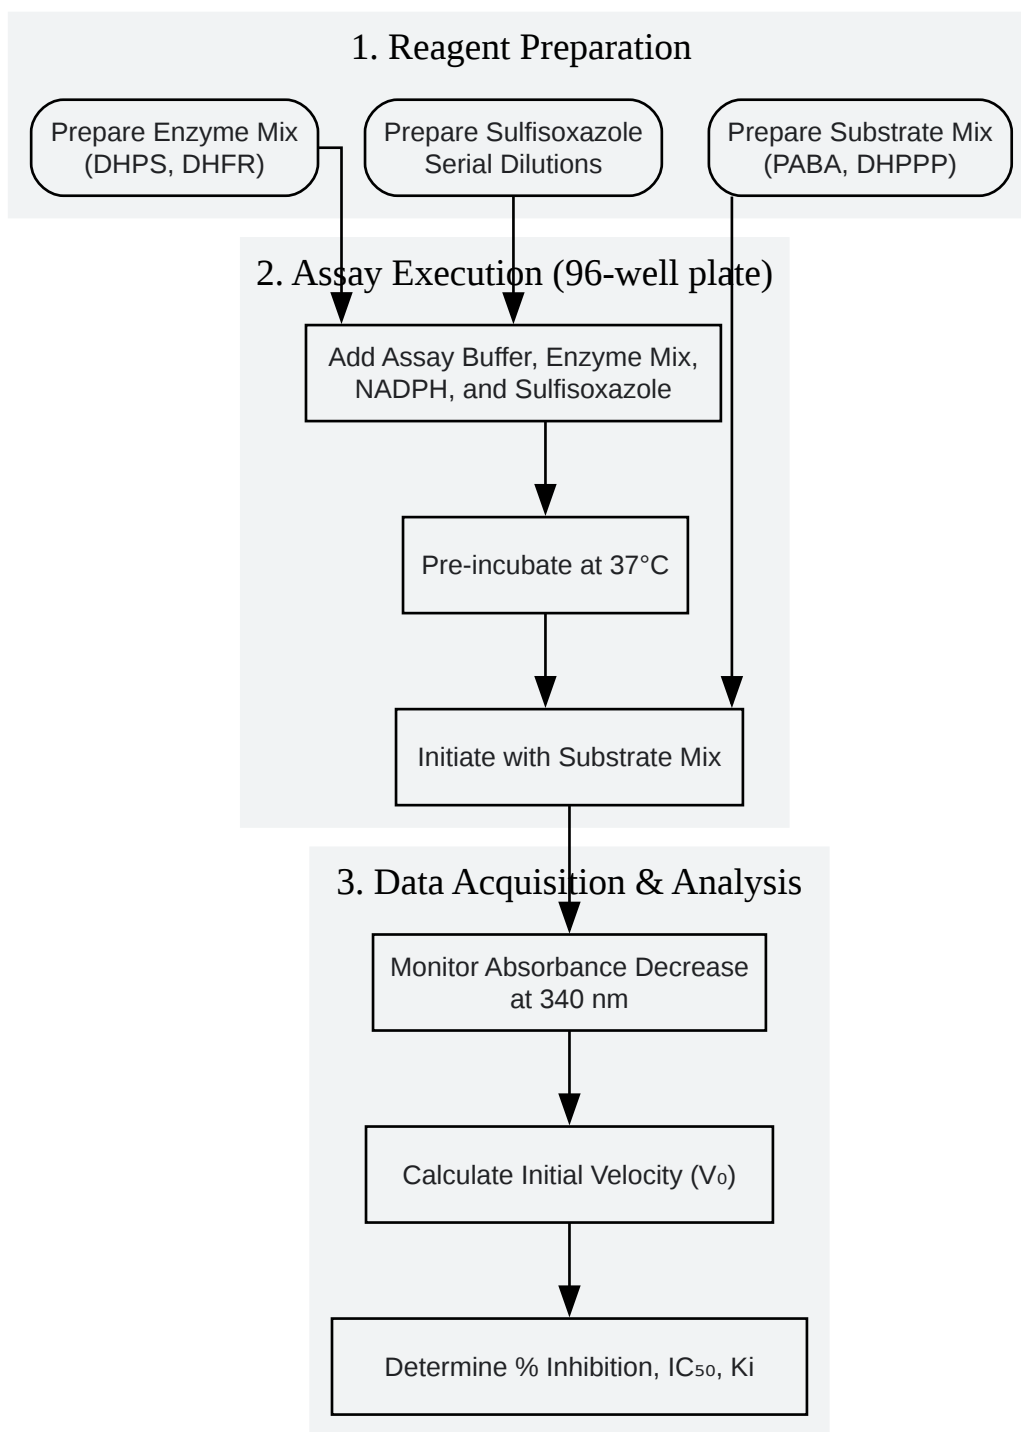 1. Reagent Preparation
Prepare Enzyme Mix
(DHPS, DHFR)
Prepare Sulfisoxazole
Serial Dilutions
Prepare Substrate Mix
(PABA, DHPPP)
2. Assay Execution (96-well plate)
Add Assay Buffer, Enzyme Mix,
NADPH, and Sulfisoxazole
Pre-incubate at 37°C
Initiate with Substrate Mix
3. Data Acquisition & Analysis
Monitor Absorbance Decrease
at 340 nm
Calculate Initial Velocity (V₀)
Determine % Inhibition, IC₅₀, Ki